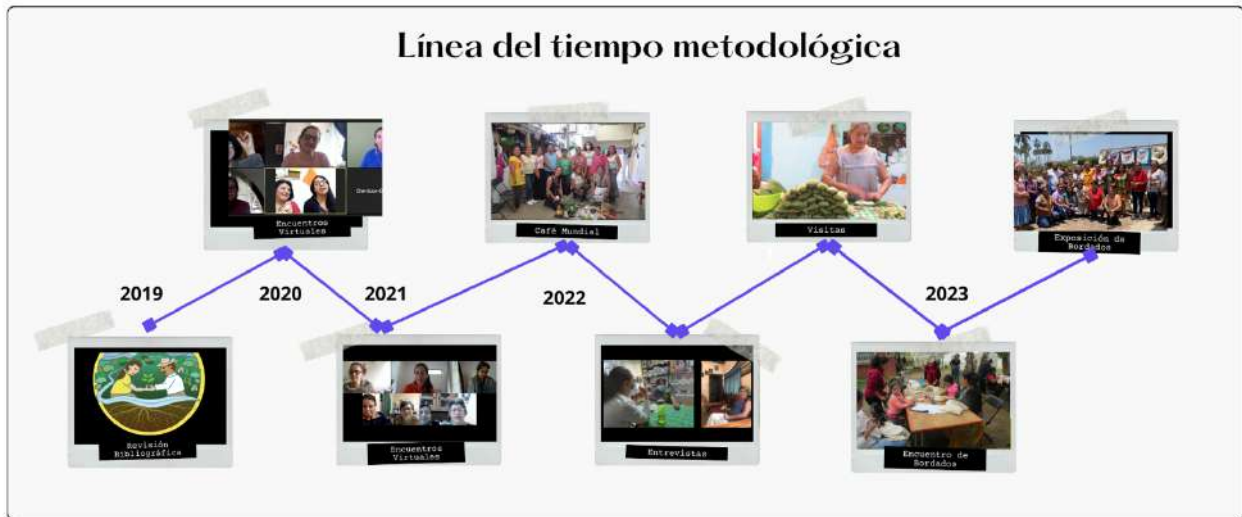 Línea del tiempo metodológica
Encuentros
Virtuales
Café Mundial
Visitas
Exposición de
Bordados
2019
2020
2021
2022
2023
Revisión
Bibliográfica
Encuentros
Virtuales
Entrevistas
Encuentro de
Bordados